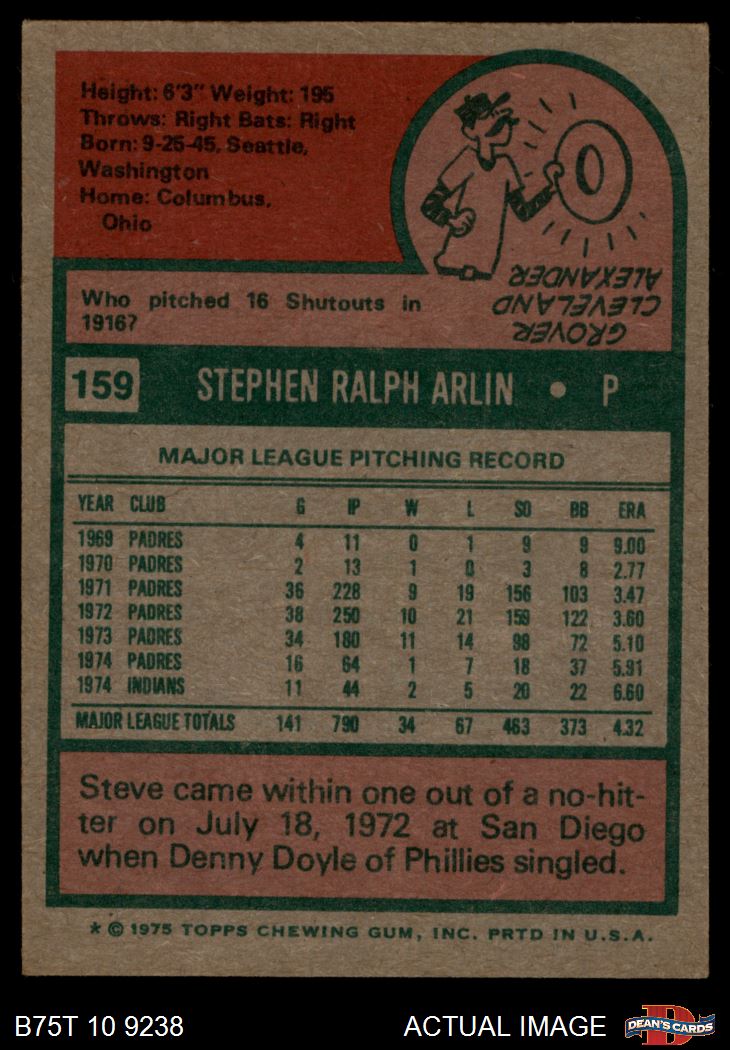 Height: 6'3" Weight: 195
Throws: Right Bats: Right
Born: 9-25-45, Seattle,
Washington
Home: Columbus,
Ohio
Who pitched 16 Shutouts in
1916?
GROVER
CLEVELAND
ALEXANDER
0
159 STEPHEN RALPH ARLIN • P
MAJOR LEAGUE PITCHING RECORD
YEAR CLUB G IP W L SO BB ERA
1969 PADRES 4 11 0 1 9 9 9.00
1970 PADRES 2 13 1 0 3 8 2.77
1971 PADRES 36 228 9 19 156 103 3.47
1972 PADRES 38 250 10 21 159 122 3.60
1973 PADRES 34 180 11 14 98 72 5.10
1974 PADRES 16 64 1 7 18 37 5.91
1974 INDIANS 11 44 2 5 20 22 6.60
MAJOR LEAGUE TOTALS 141 790 34 67 463 373 4.32
Steve came within one out of a no-hit-
ter on July 18, 1972 at San Diego
when Denny Doyle of Phillies singled.
* © 1975 TOPPS CHEWING GUM, INC. PRTD IN U.S.A.
B75T 10 9238 ACTUAL IMAGE D DEAN'S CARDS